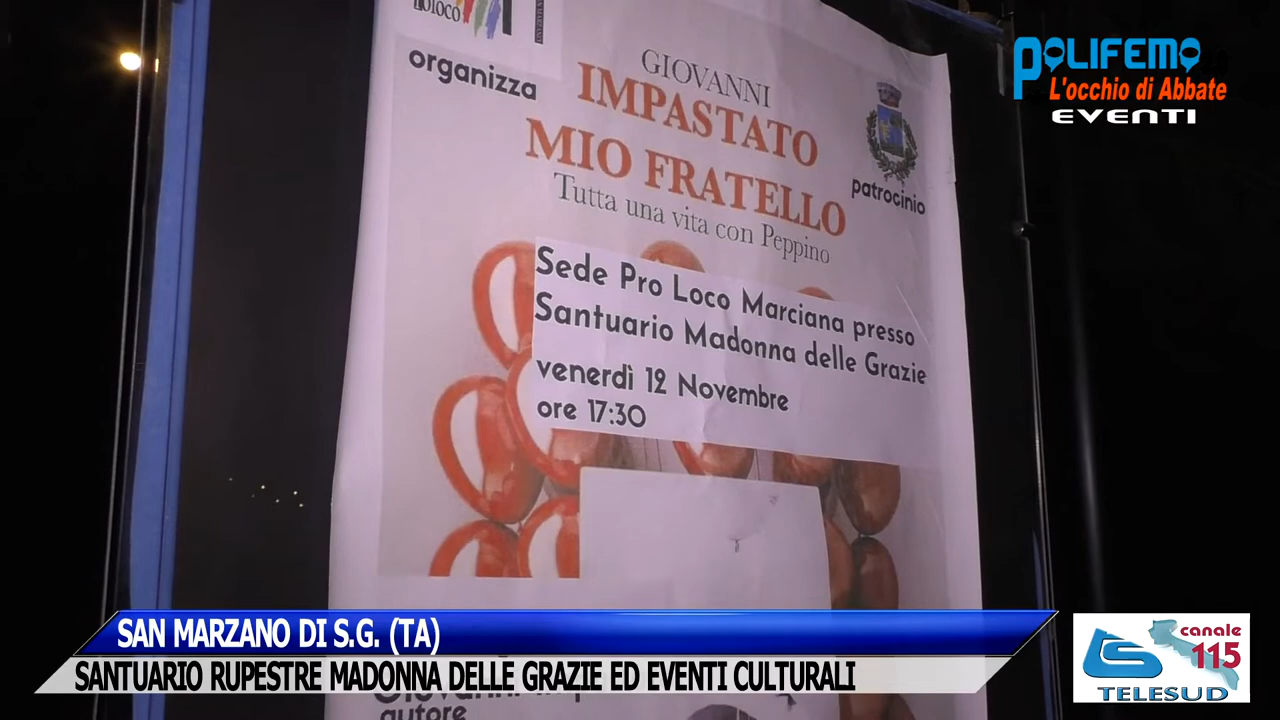 organizza
GIOVANNI
IMPASTATO
MIO FRATELLO
Tutta una vita con Peppino
patrocinio
Sede Pro Loco Marciana presso
Santuario Madonna delle Grazie
venerdì 12 Novembre
ore 17:30
autore
POLIFEMO
L'occhio di Abbate
EVENTI
SAN MARZANO DI S.G. (TA)
SANTUARIO RUPESTRE MADONNA DELLE GRAZIE ED EVENTI CULTURALI
canale
115
TELESUD